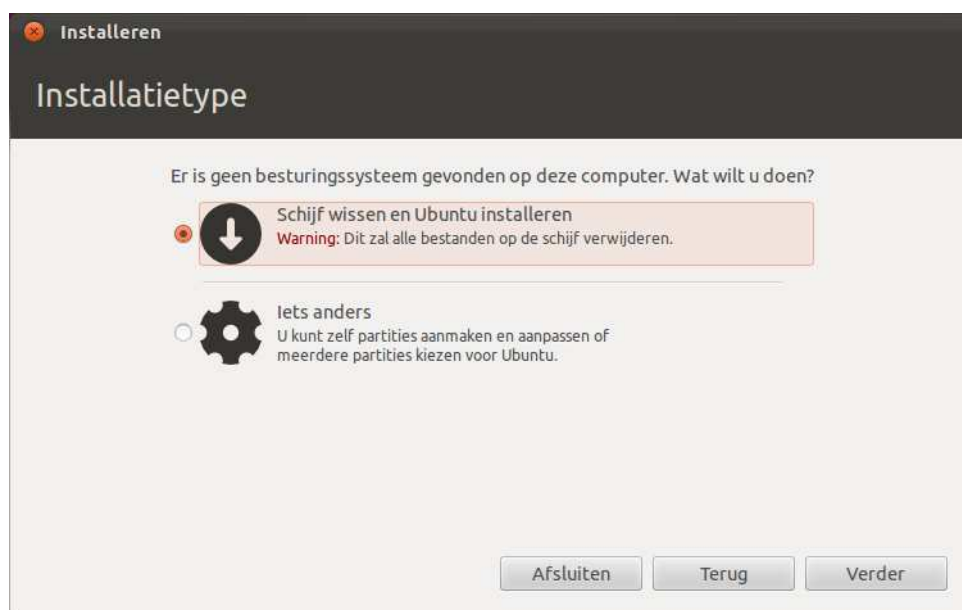 Installeren
Installatietype
Er is geen besturingssysteem gevonden op deze computer. Wat wilt u doen?
Schijf wissen en Ubuntu installeren
Warning: Dit zal alle bestanden op de schijf verwijderen.
Iets anders
U kunt zelf partities aanmaken en aanpassen of
meerdere partities kiezen voor Ubuntu.
Afsluiten Terug Verder